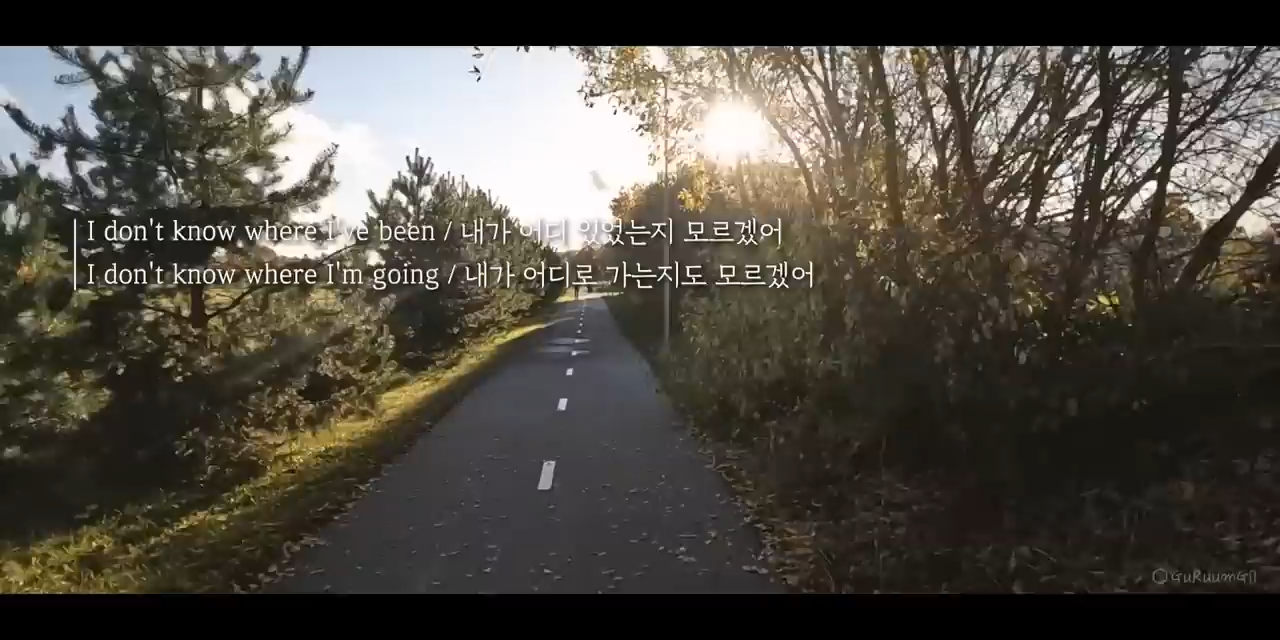 I don't know where I've been / 내가 어디 있었는지 모르겠어
I don't know where I'm going / 내가 어디로 가는지도 모르겠어